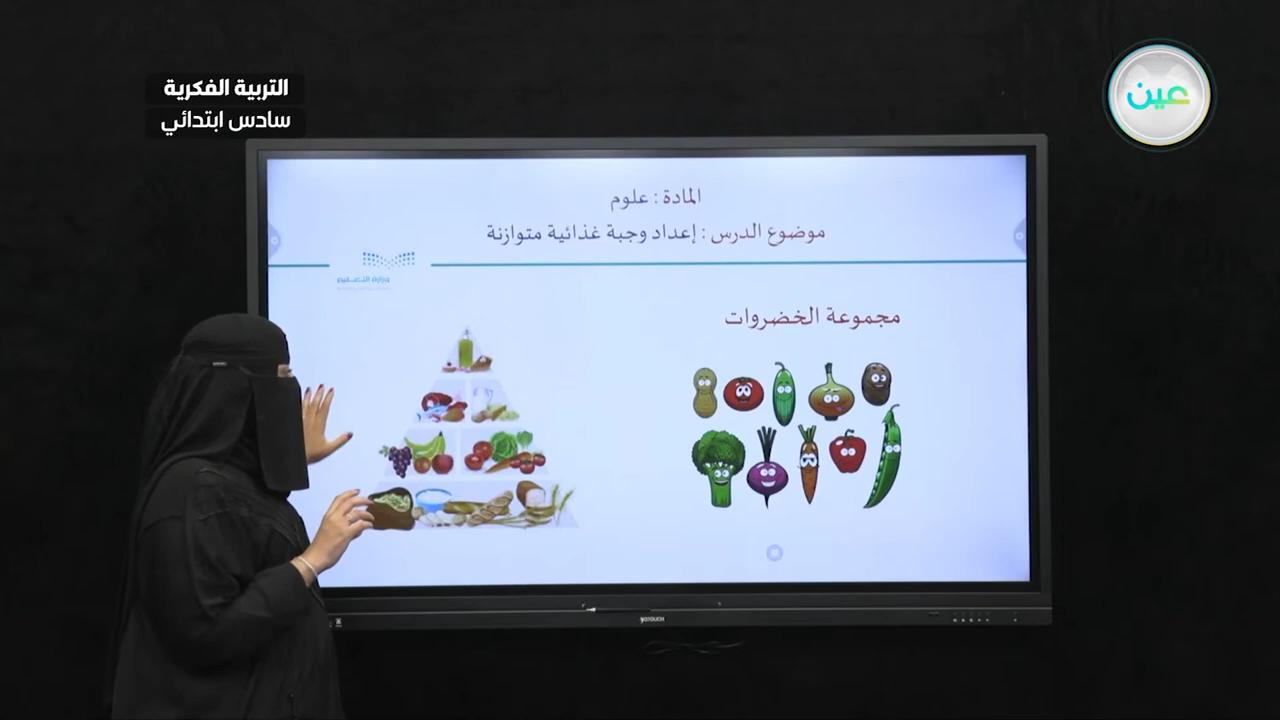 التربية الفكرية
سادس ابتدائي
عين
المادة : علوم
موضوع الدرس : إعداد وجبة غذائية متوازنة
وزارة التعليم
مجموعة الخضروات